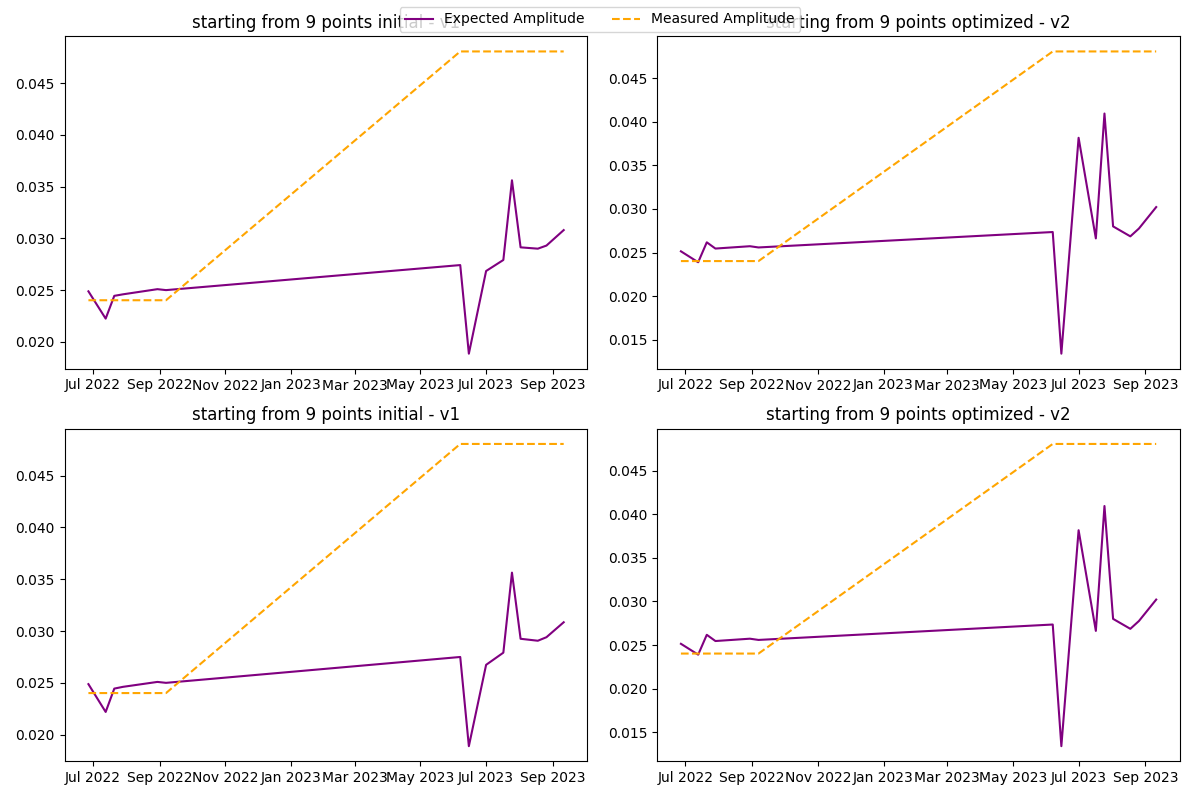 Expected Amplitude
Measured Amplitude
starting from 9 points initial - v1
starting from 9 points optimized - v2
0.045
0.040
0.035
0.030
0.025
0.020
Jul 2022
Sep 2022
Nov 2022
Jan 2023
Mar 2023
May 2023
Jul 2023
Sep 2023
0.045
0.040
0.035
0.030
0.025
0.020
0.015
Jul 2022
Sep 2022
Nov 2022
Jan 2023
Mar 2023
May 2023
Jul 2023
Sep 2023
starting from 9 points initial - v1
starting from 9 points optimized - v2
0.045
0.040
0.035
0.030
0.025
0.020
Jul 2022
Sep 2022
Nov 2022
Jan 2023
Mar 2023
May 2023
Jul 2023
Sep 2023
0.045
0.040
0.035
0.030
0.025
0.020
0.015
Jul 2022
Sep 2022
Nov 2022
Jan 2023
Mar 2023
May 2023
Jul 2023
Sep 2023